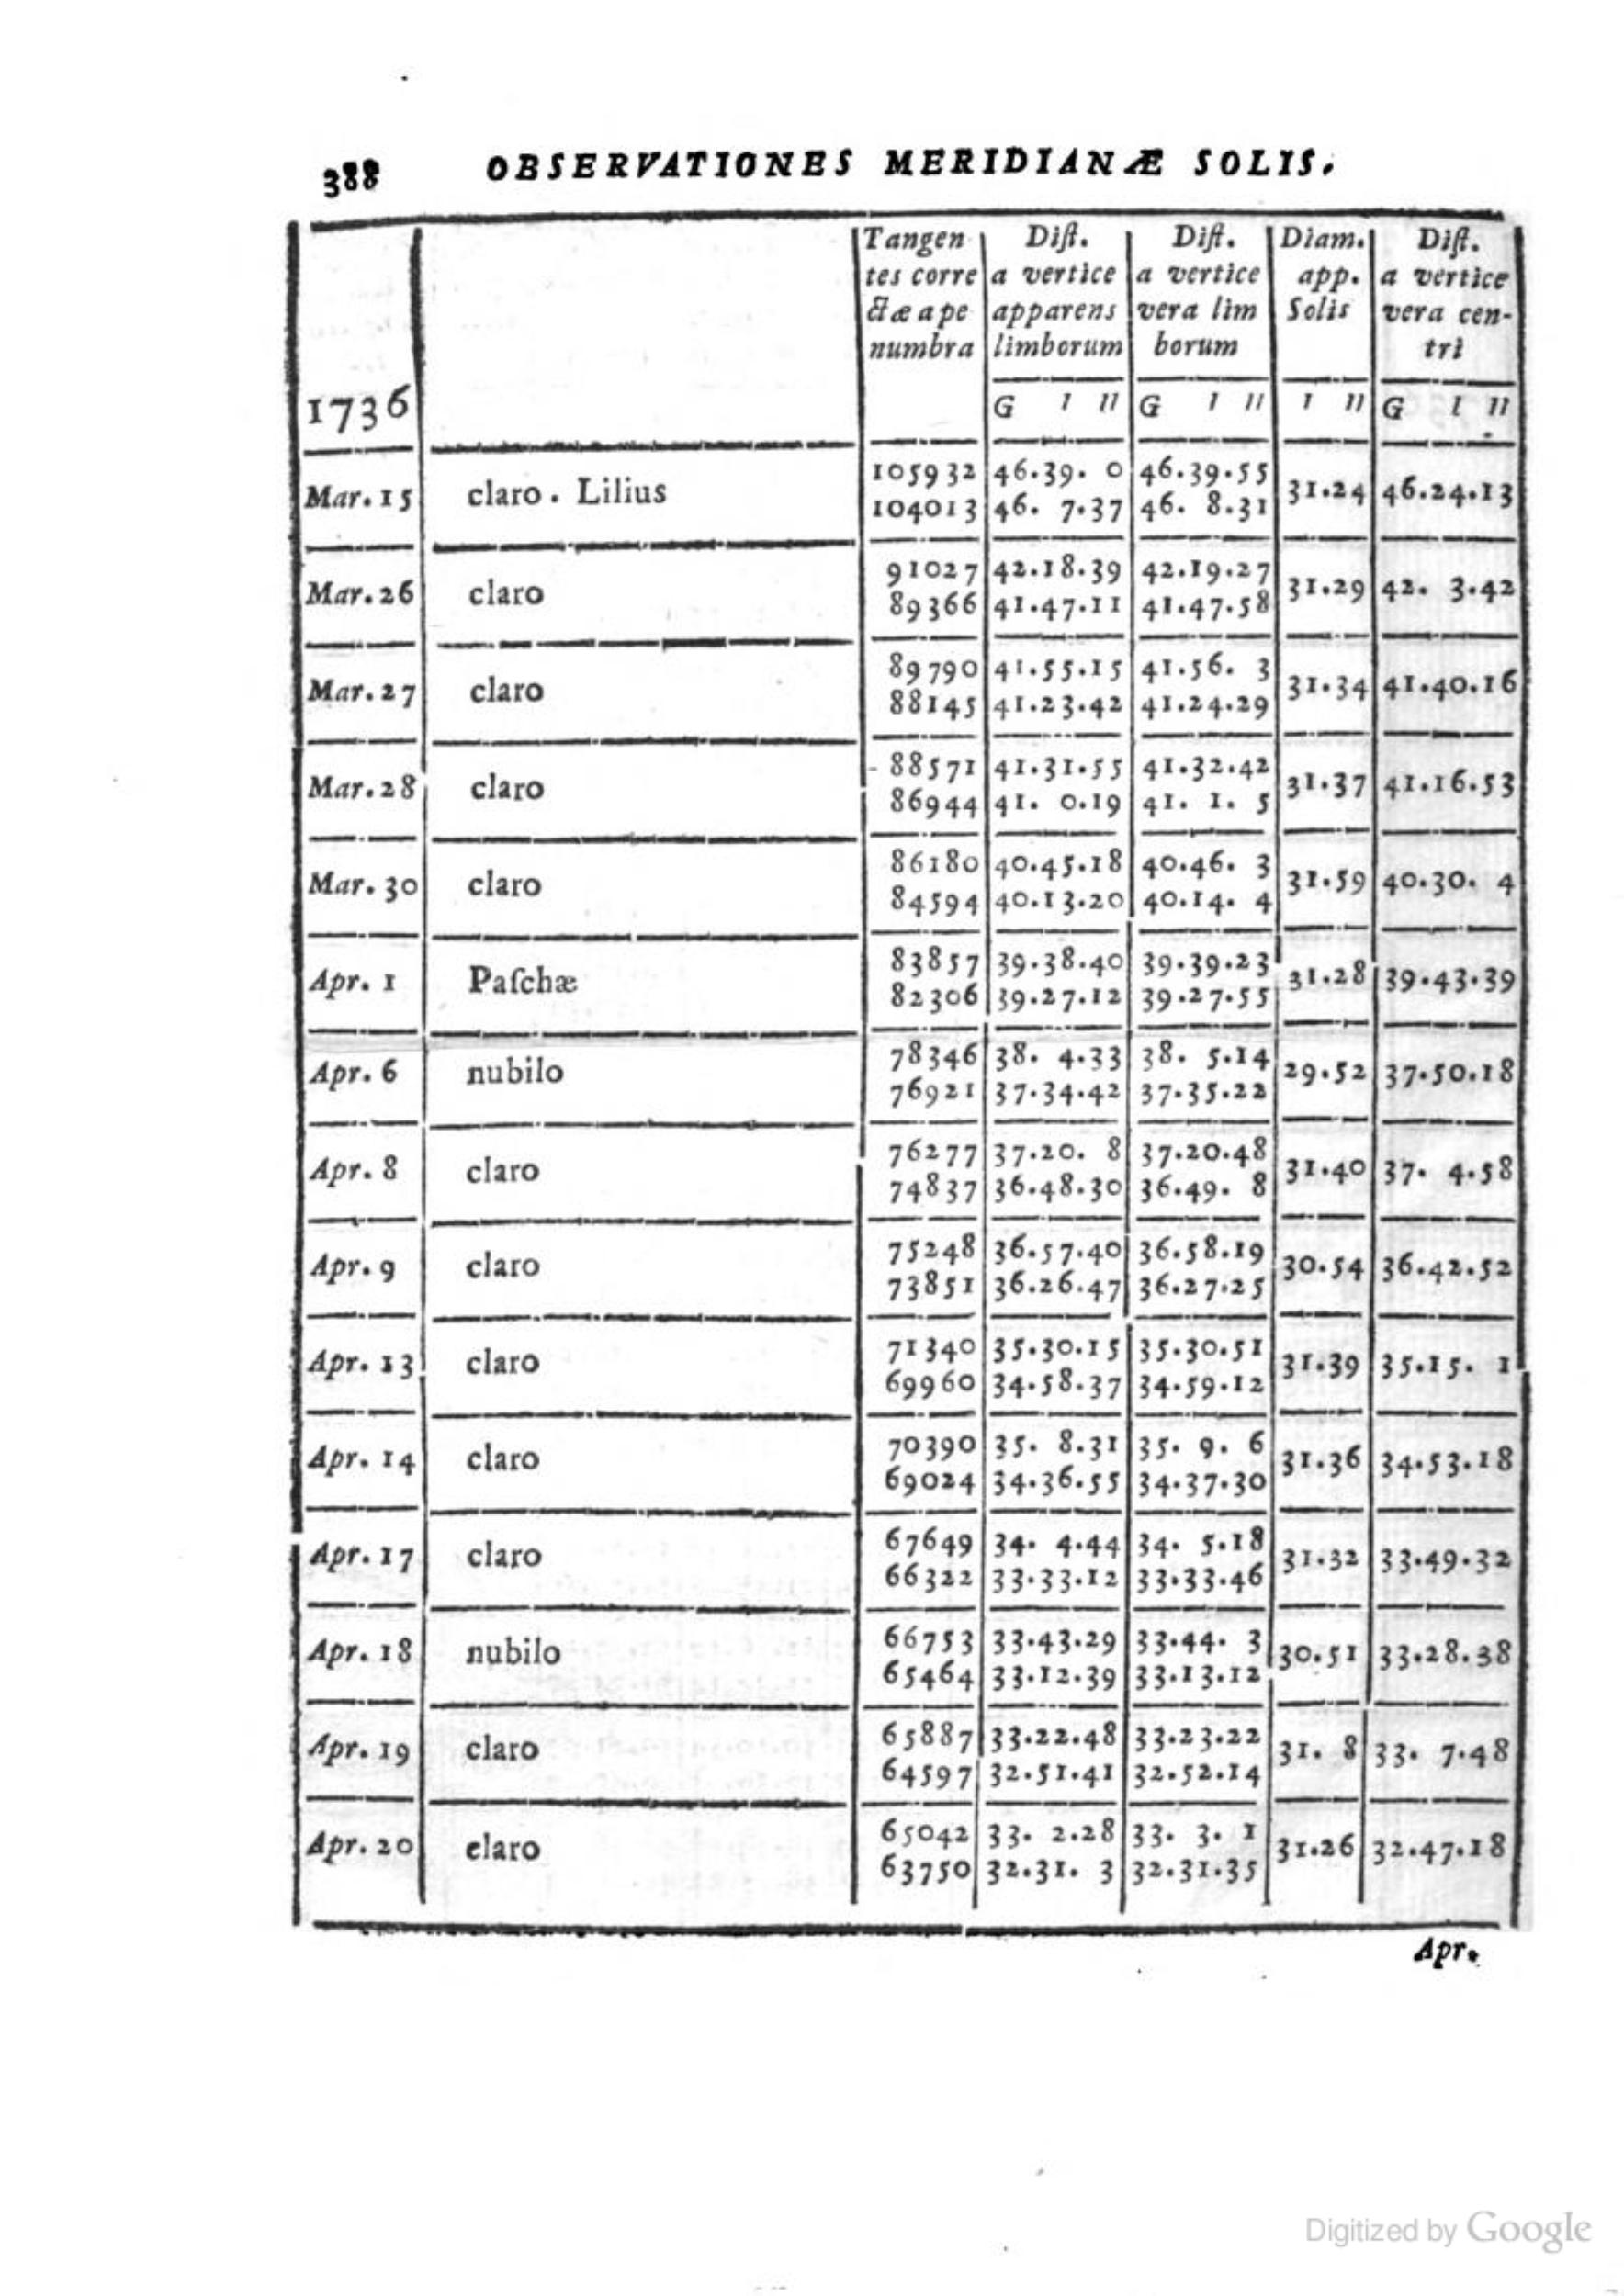 388 OBSERVATIONES MERIDIANÆ SOLIS.
Tangen Diſt. Diſt. Diam. Diſt.
tes corre a vertice a vertice app. a vertice
ctæ a pe apparens vera lim Solis vera cen-
numbra limborum borum tri
1736 G I II G I II I II G I II
105932 46.39. 0 46.39.55
Mar. 15 claro. Lilius 31.24 46.24.13
104013 46. 7.37 46. 8.31
91027 42.18.39 42.19.27
Mar. 26 claro 31.29 42. 3.42
89366 41.47.11 41.47.58
89790 41.55.15 41.56. 3
Mar. 27 claro 31.34 41.40.16
88145 41.23.42 41.24.29
88571 41.31.55 41.32.42
Mar. 28 claro 31.37 41.16.53
86944 41. 0.19 41. 1. 5
86180 40.45.18 40.46. 3
Mar. 30 claro 31.59 40.30. 4
84594 40.13.20 40.14. 4
83857 39.38.40 39.39.23
Apr. 1 Paſchæ 31.28 39.43.39
82306 39.27.12 39.27.55
78346 38. 4.33 38. 5.14
Apr. 6 nubilo 29.52 37.50.18
76921 37.34.42 37.35.22
76277 37.20. 8 37.20.48
Apr. 8 claro 31.40 37. 4.58
74837 36.48.30 36.49. 8
75248 36.57.40 36.58.19
Apr. 9 claro 30.54 36.42.52
73851 36.26.47 36.27.25
71340 35.30.15 35.30.51
Apr. 13 claro 31.39 35.15. 1
69960 34.58.37 34.59.12
70390 35. 8.31 35. 9. 6
Apr. 14 claro 31.36 34.53.18
69024 34.36.55 34.37.30
67649 34. 4.44 34. 5.18
Apr. 17 claro 31.32 33.49.32
66322 33.33.12 33.33.46
66753 33.43.29 33.44. 3
Apr. 18 nubilo 30.51 33.28.38
65464 33.12.39 33.13.12
65887 33.22.48 33.23.22
Apr. 19 claro 31. 8 33. 7.48
64597 32.51.41 32.52.14
65042 33. 2.28 33. 3. 1
Apr. 20 elaro 31.26 32.47.18
63750 32.31. 3 32.31.35
Apr.
Digitized by Google